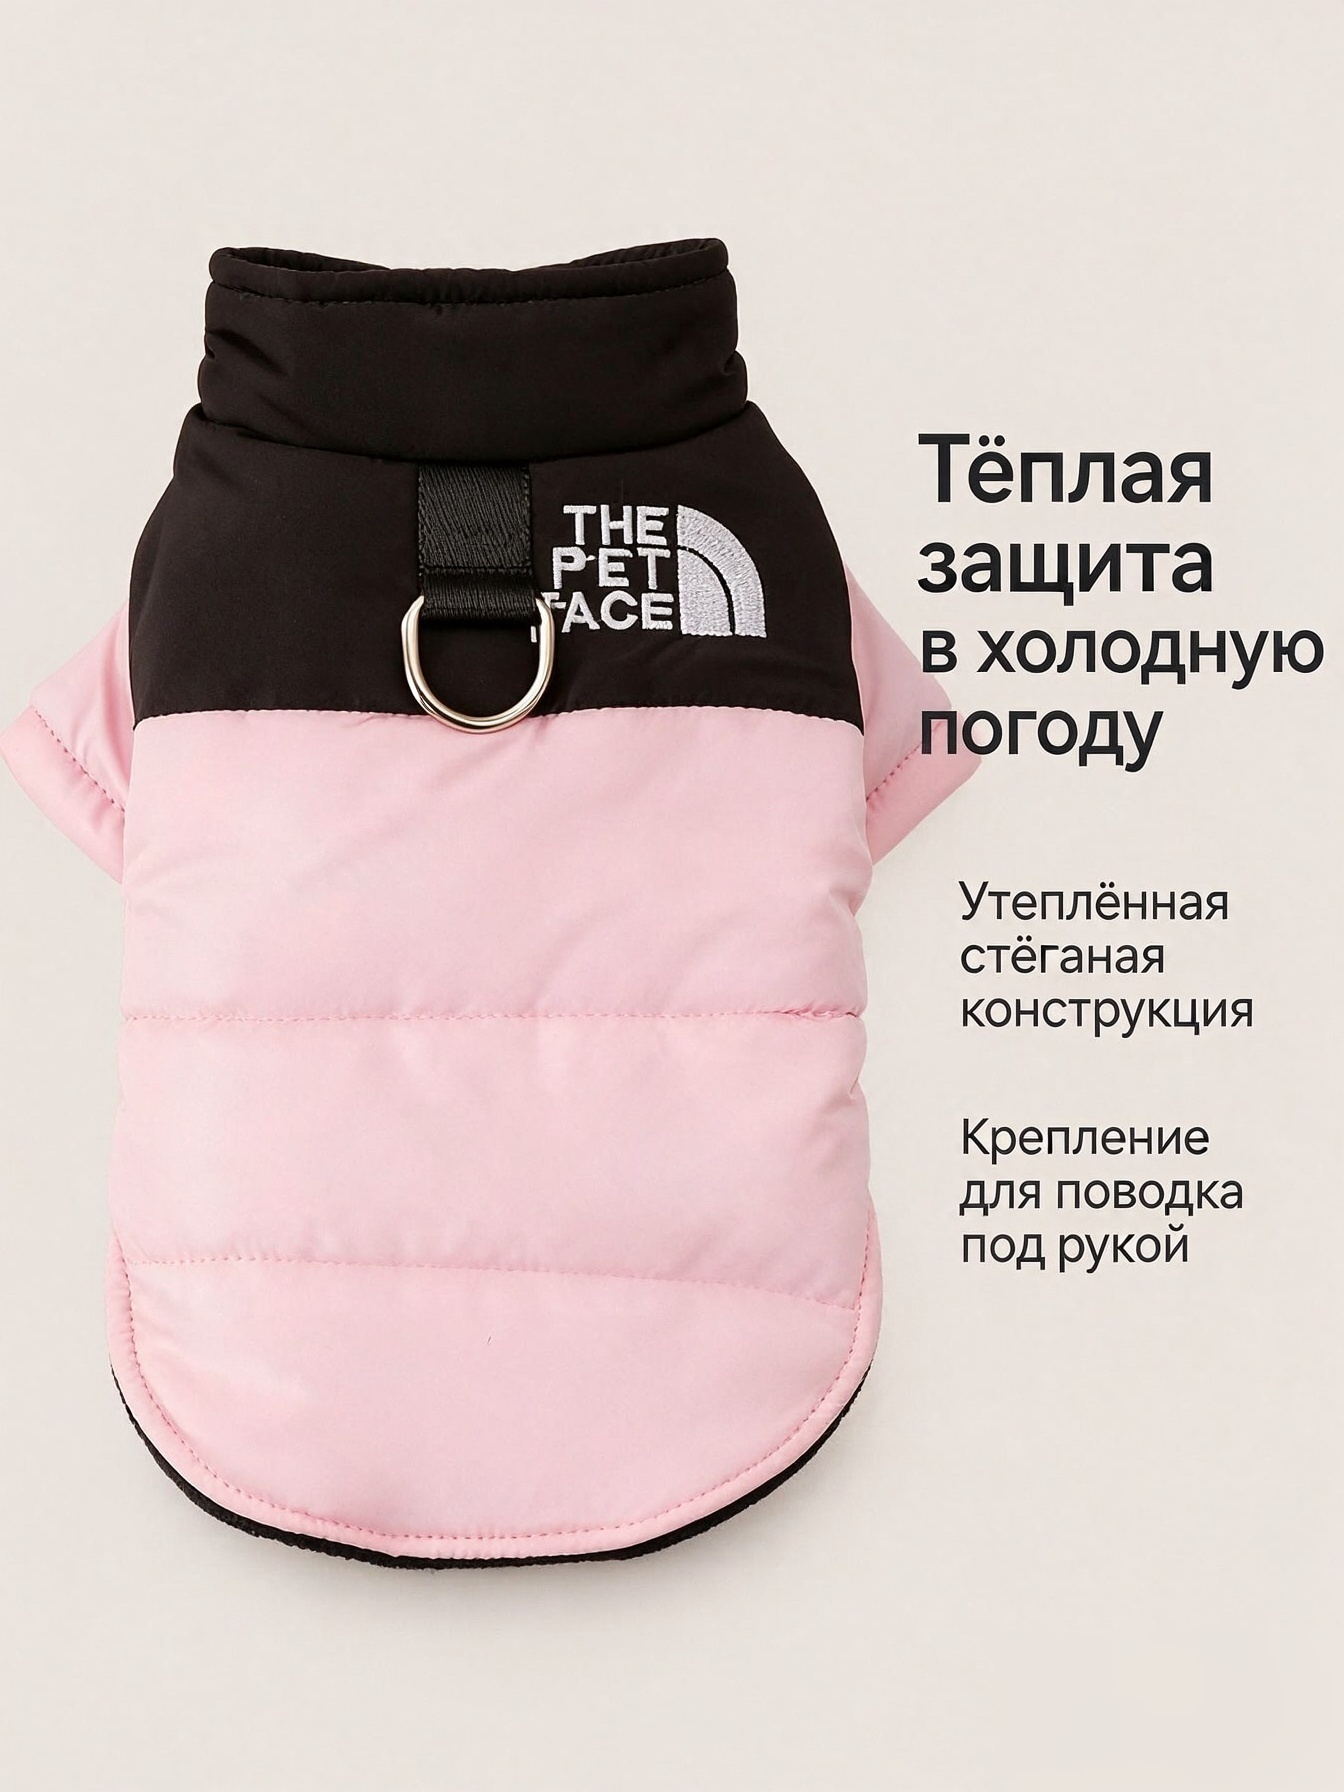 THE
PET
FACE
Тёплая
защита
в холодную
погоду
Утеплённая
стёганая
конструкция
Крепление
для поводка
под рукой